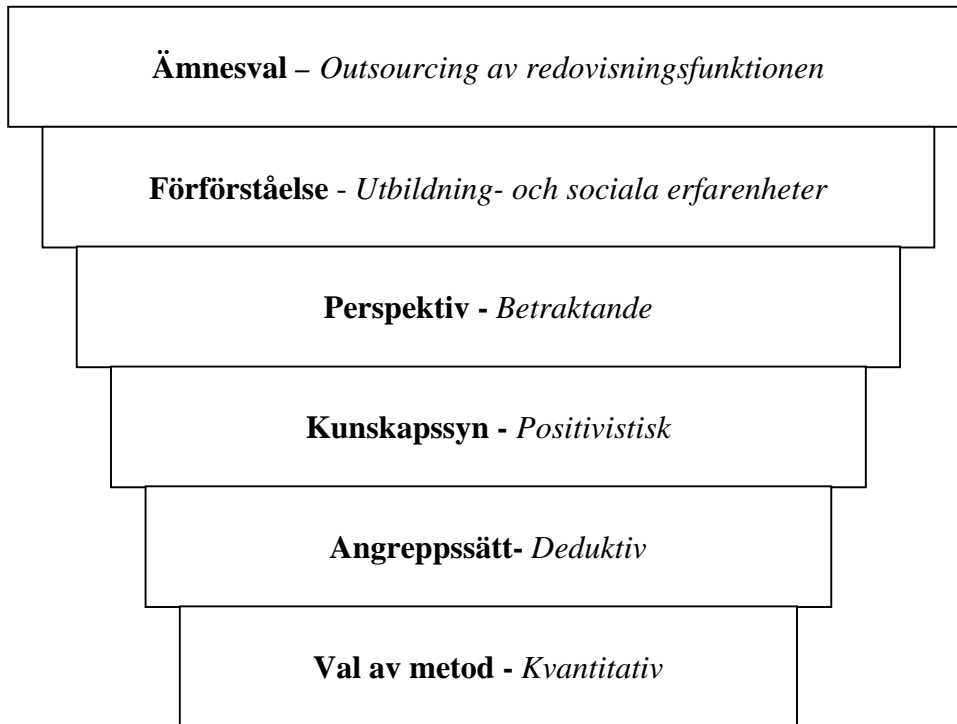 Ämnesval – Outsourcing av redovisningsfunktionen
Förförståelse - Utbildning- och sociala erfarenheter
Perspektiv - Betraktande
Kunskapssyn - Positivistisk
Angreppssätt- Deduktiv
Val av metod - Kvantitativ